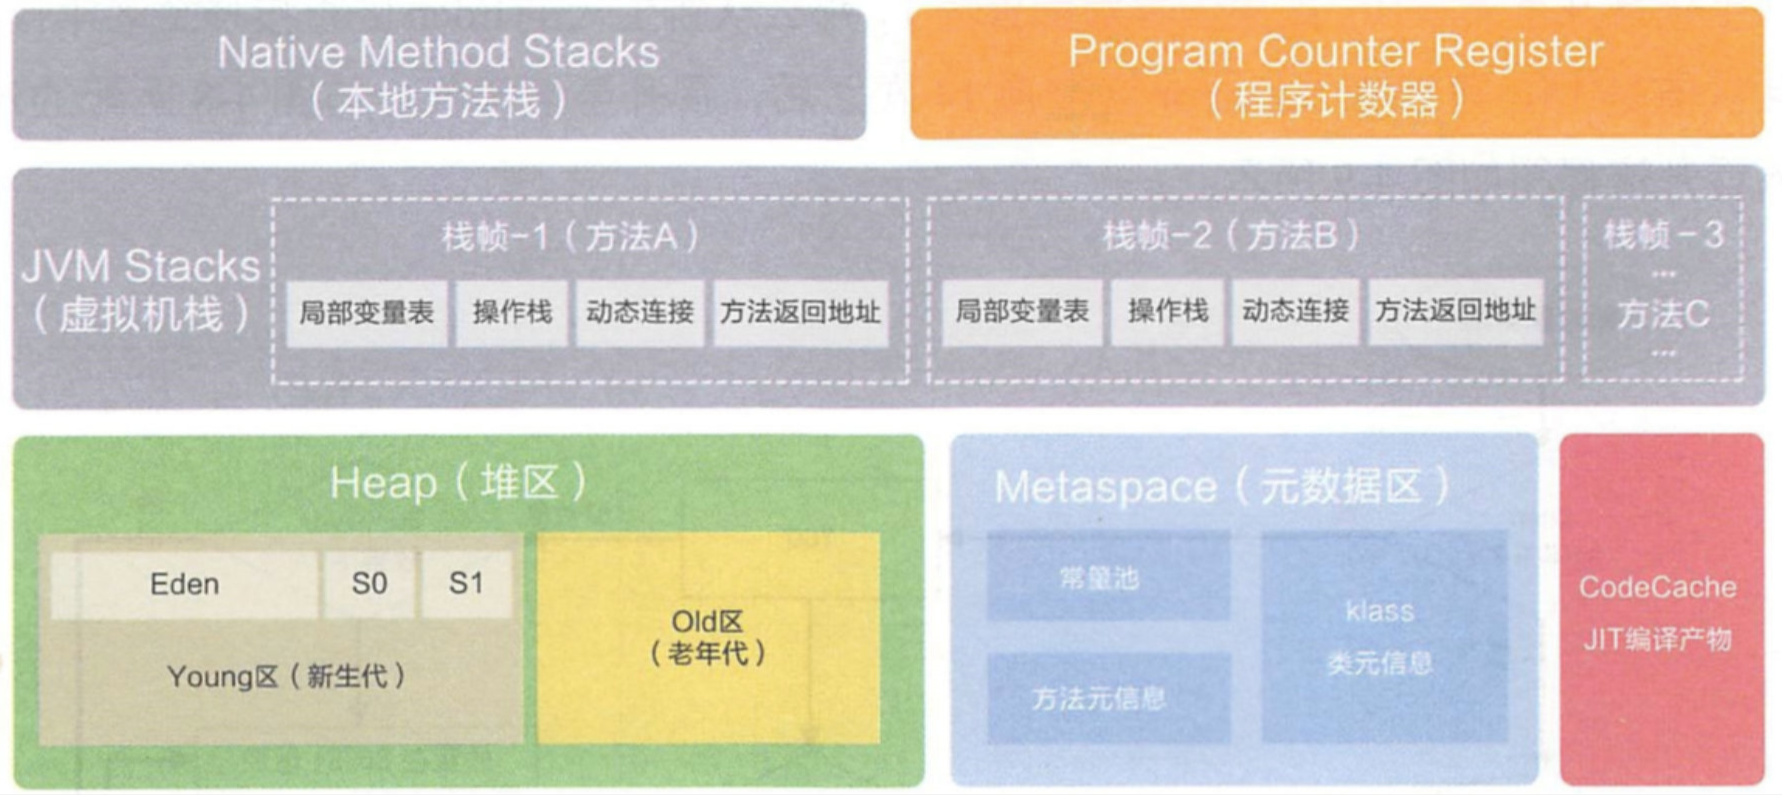 Native Method Stacks
（本地方法栈）
Program Counter Register
（程序计数器）
JVM Stacks
（虚拟机栈）
栈帧-1（方法A）
局部变量表
操作栈
动态连接
方法返回地址
栈帧-2（方法B）
局部变量表
操作栈
动态连接
方法返回地址
栈帧-3
...
方法C
...
Heap（堆区）
Eden
S0
S1
Young区（新生代）
Old区
（老年代）
Metaspace（元数据区）
常量池
方法元信息
klass
类元信息
CodeCache
JIT编译产物